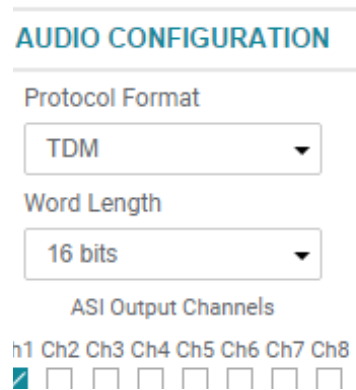 AUDIO CONFIGURATION
Protocol Format
TDM
Word Length
16 bits
ASI Output Channels
h1 Ch2 Ch3 Ch4 Ch5 Ch6 Ch7 Ch8